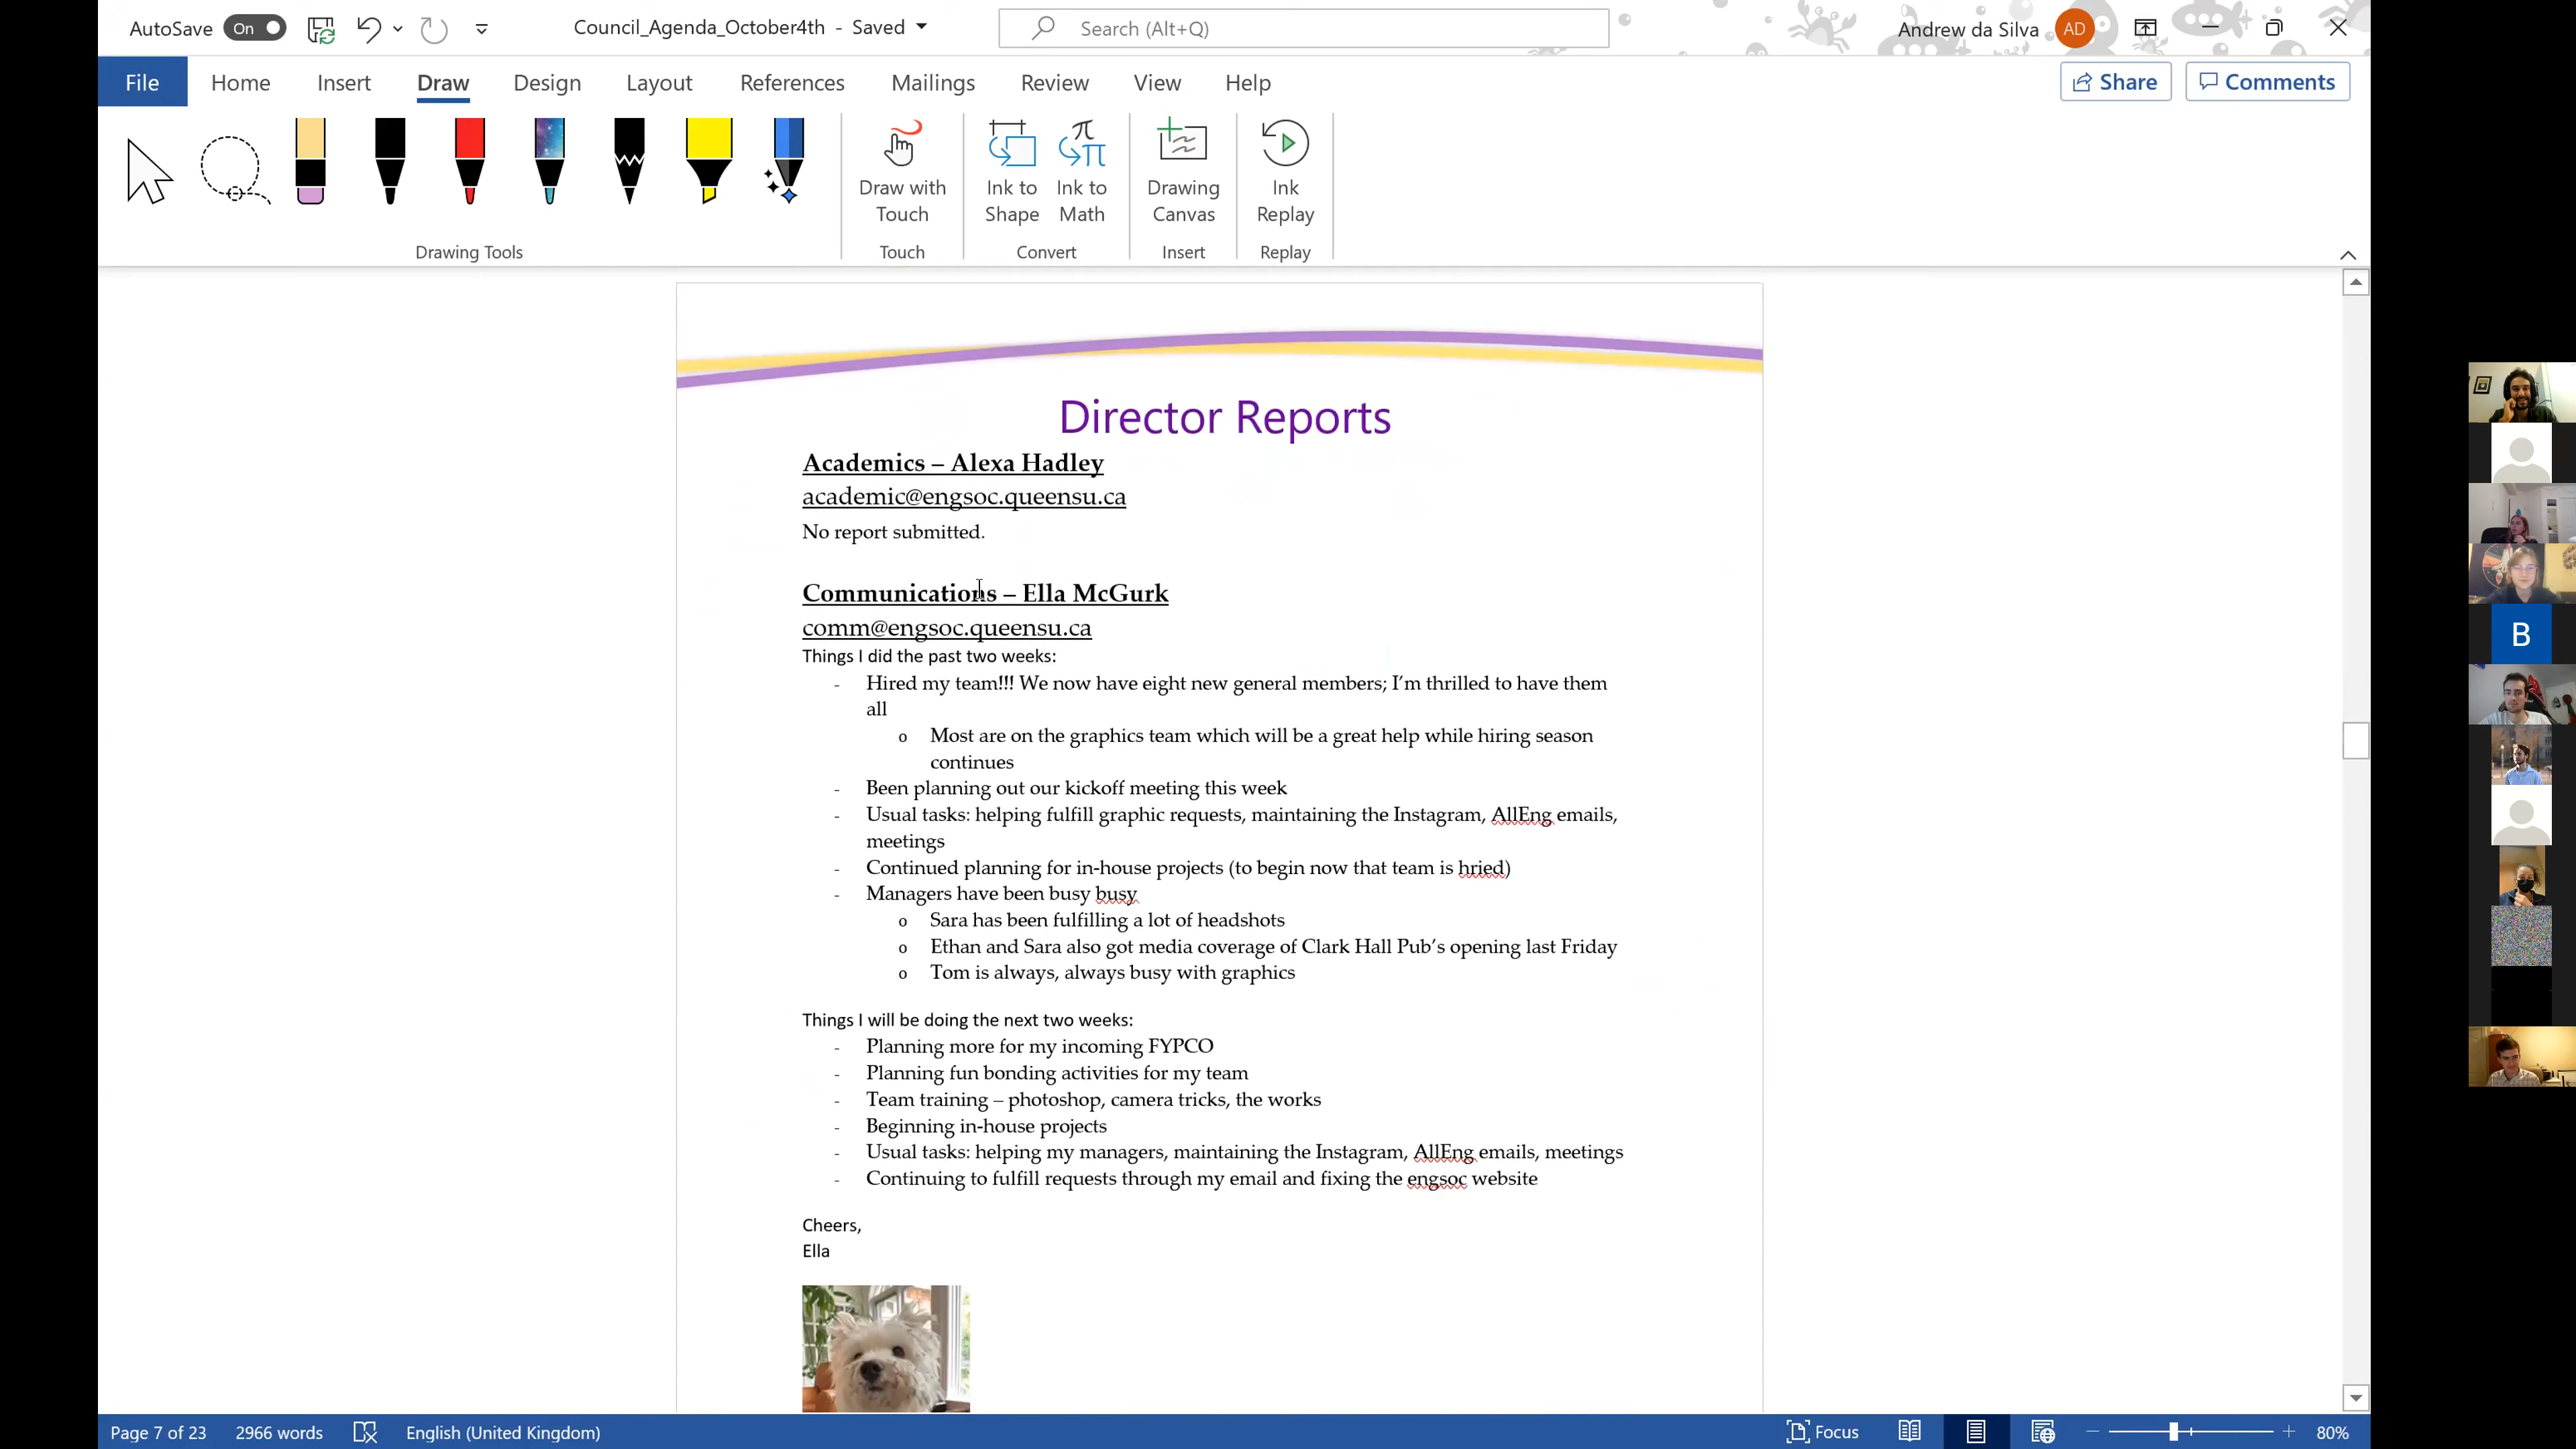 AutoSave On Council_Agenda_October4th - Saved Search (Alt+Q) Andrew da Silva AD
File Home Insert Draw Design Layout References Mailings Review View Help Share Comments
Draw with Touch
Ink to Shape
Ink to Math
Drawing Canvas
Ink Replay
Drawing Tools Touch Convert Insert Replay
Director Reports
Academics – Alexa Hadley
academic@engsoc.queensu.ca
No report submitted.
Communications – Ella McGurk
comm@engsoc.queensu.ca
Things I did the past two weeks:
- Hired my team!!! We now have eight new general members; I'm thrilled to have them
all
o Most are on the graphics team which will be a great help while hiring season
continues
- Been planning out our kickoff meeting this week
- Usual tasks: helping fulfill graphic requests, maintaining the Instagram, AllEng emails,
meetings
- Continued planning for in-house projects (to begin now that team is hried)
- Managers have been busy busy
o Sara has been fulfilling a lot of headshots
o Ethan and Sara also got media coverage of Clark Hall Pub's opening last Friday
o Tom is always, always busy with graphics
Things I will be doing the next two weeks:
- Planning more for my incoming FYPCO
- Planning fun bonding activities for my team
- Team training – photoshop, camera tricks, the works
- Beginning in-house projects
- Usual tasks: helping my managers, maintaining the Instagram, AllEng emails, meetings
- Continuing to fulfill requests through my email and fixing the engsoc website
Cheers,
Ella
B
Page 7 of 23 2966 words English (United Kingdom) Focus 80%